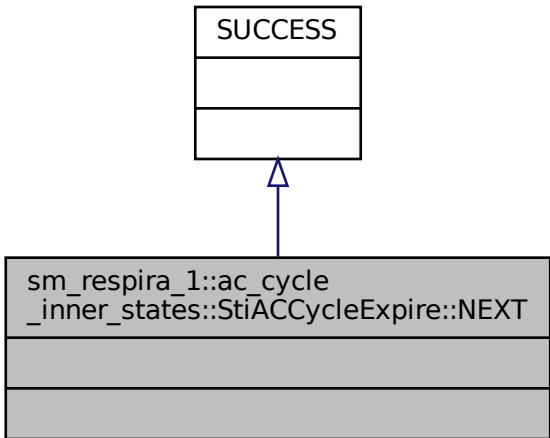 SUCCESS
sm_respira_1::ac_cycle
_inner_states::StiACCycleExpire::NEXT